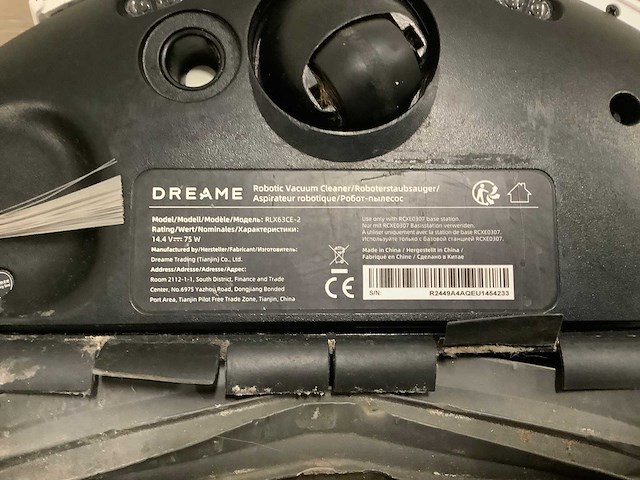 DREAME
Robotic Vacuum Cleaner/Roboterstaubsauger/
Aspirateur robotique/Робот-пылесос
Model/Modell/Modèle/Модель: RLX63CE-2
Rating/Wert/Nominales/Характеристики:
14.4 V⎓ 75 W
Manufactured by/Hersteller/Fabricant/Изготовитель:
Dreame Trading (Tianjin) Co., Ltd.
Address/Adresse/Adresse/Адрес:
Room 2112-1-1, South District, Finance and Trade
Center, No.6975 Yazhou Road, Dongjiang Bonded
Port Area, Tianjin Pilot Free Trade Zone, Tianjin, China
Use only with RCXE0307 base station.
Nur mit RCXE0307 Basisstation verwenden.
A utiliser uniquement avec la station de base RCXE0307.
Используйте только с базовой станцией RCXE0307.
Made in China / Hergestellt in China /
Fabriqué en Chine / Сделано в Китае
CE
S/N:
R2449A4AQEU1454233